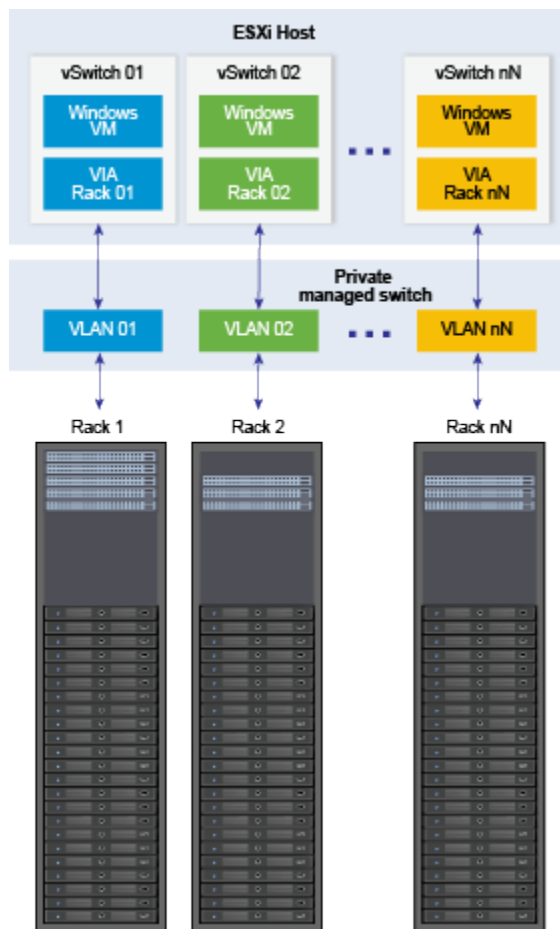 ESXi Host
vSwitch 01
vSwitch 02
vSwitch nN
Windows
VM
Windows
VM
Windows
VM
VIA
Rack 01
VIA
Rack 02
VIA
Rack nN
Private
managed switch
VLAN 01
VLAN 02
VLAN nN
Rack 1
Rack 2
Rack nN